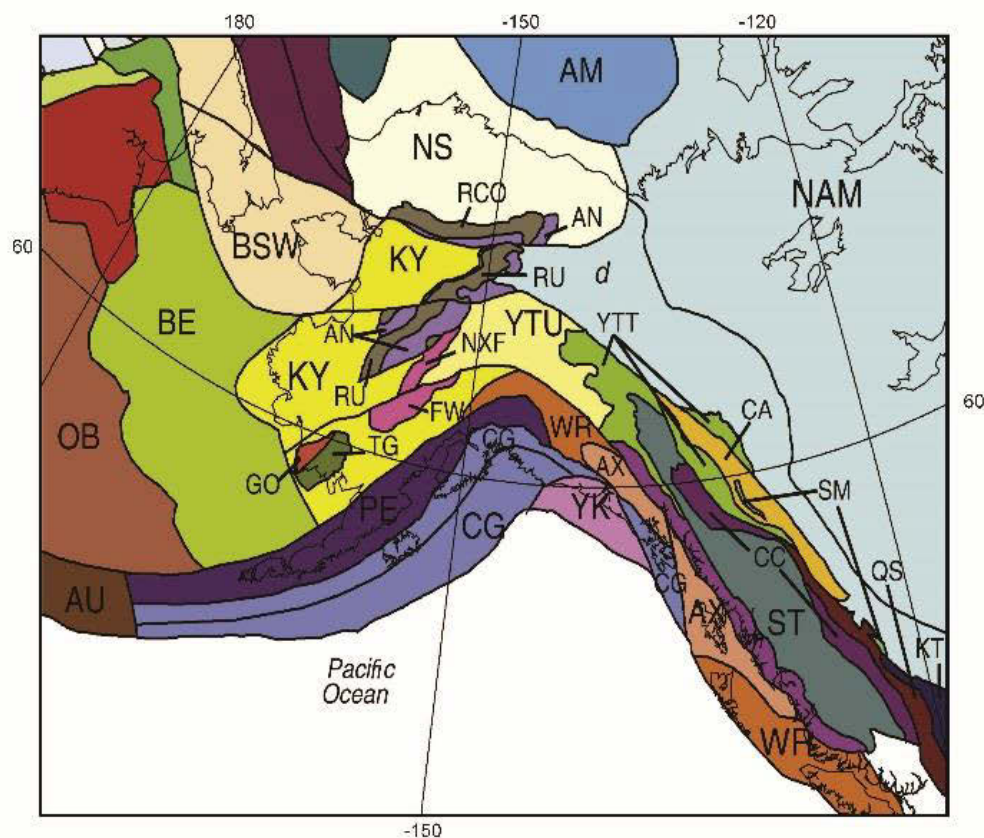 180
-150
-120
AM
NS
NAM
RCO
AN
60
BSW
KY
RU
d
BE
YTU
YTT
AN
NXF
KY
RU
60
CA
FW
WR
OB
TG
CG
AX
GO
SM
PE
YK
CG
CC
QS
CG
AU
AX
ST
KT
Pacific
Ocean
WR
-150